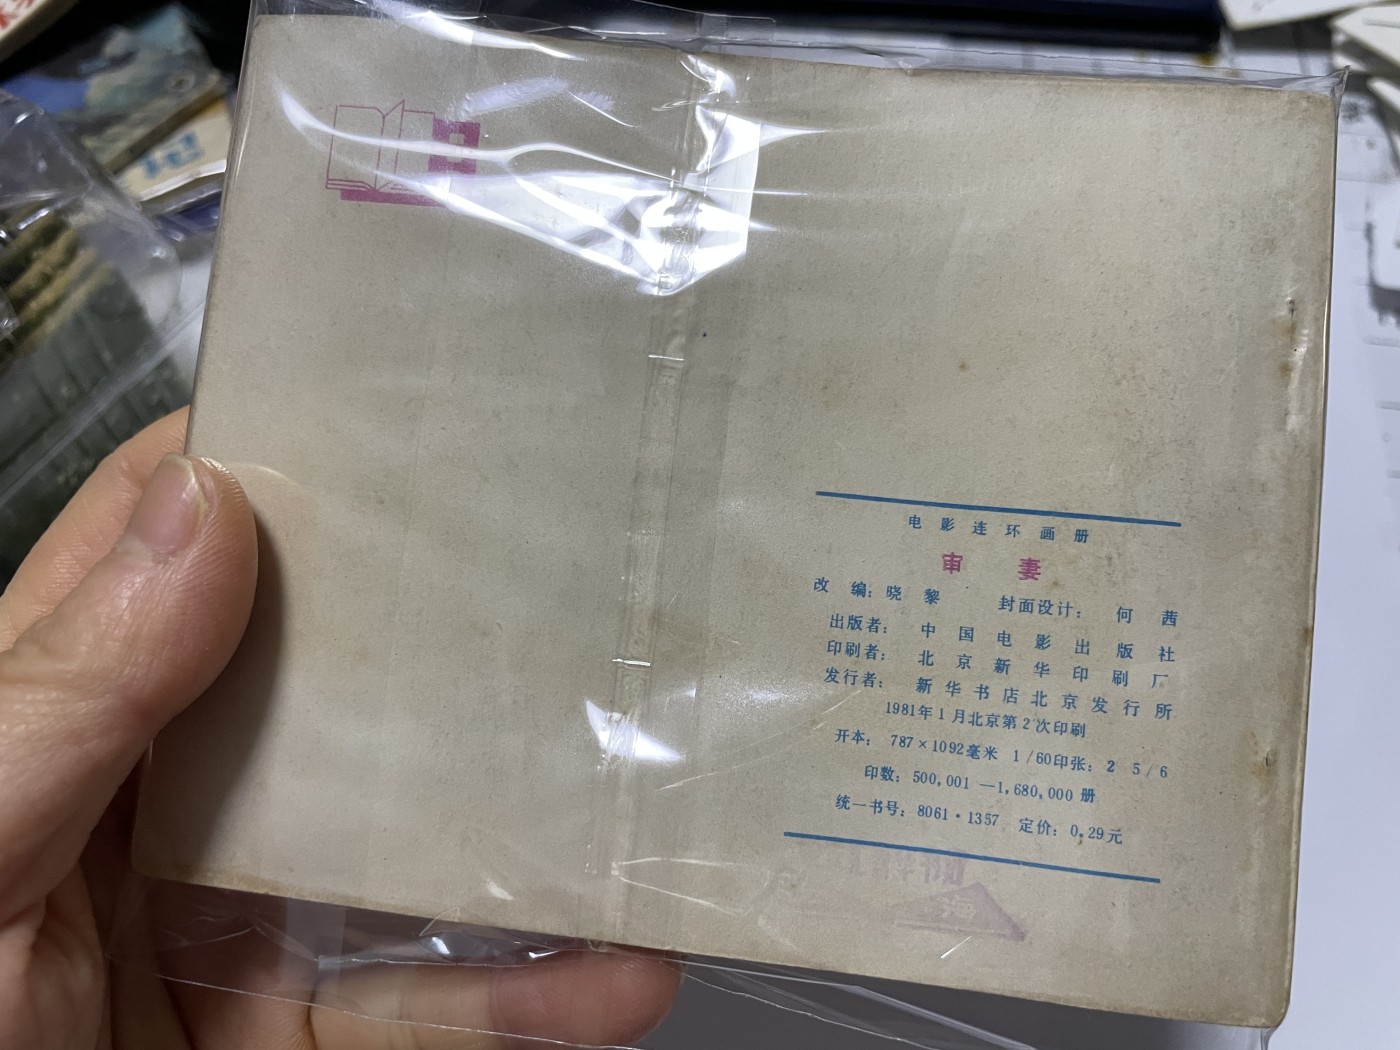 电影连环画册
审妻
改编：晓黎 封面设计：何茜
出版者：中国电影出版社
印刷者：北京新华印刷厂
发行者：新华书店北京发行所
1981年1月北京第2次印刷
开本：787×1092毫米 1/60印张：2 5/6
印数：500,001—1,680,000册
统一书号：8061·1357 定价：0.29元